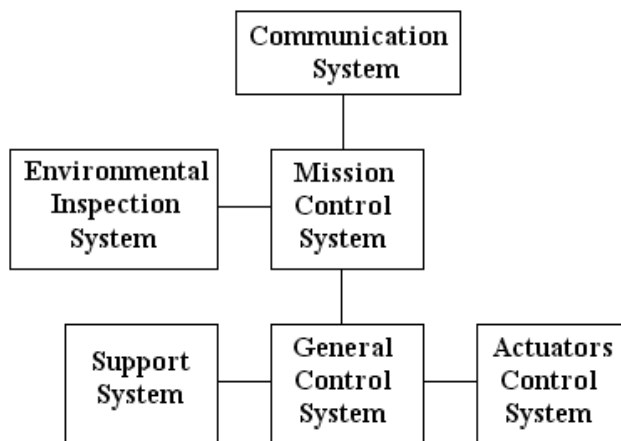 Communication
System
Environmental
Inspection
System
Mission
Control
System
Support
System
General
Control
System
Actuators
Control
System